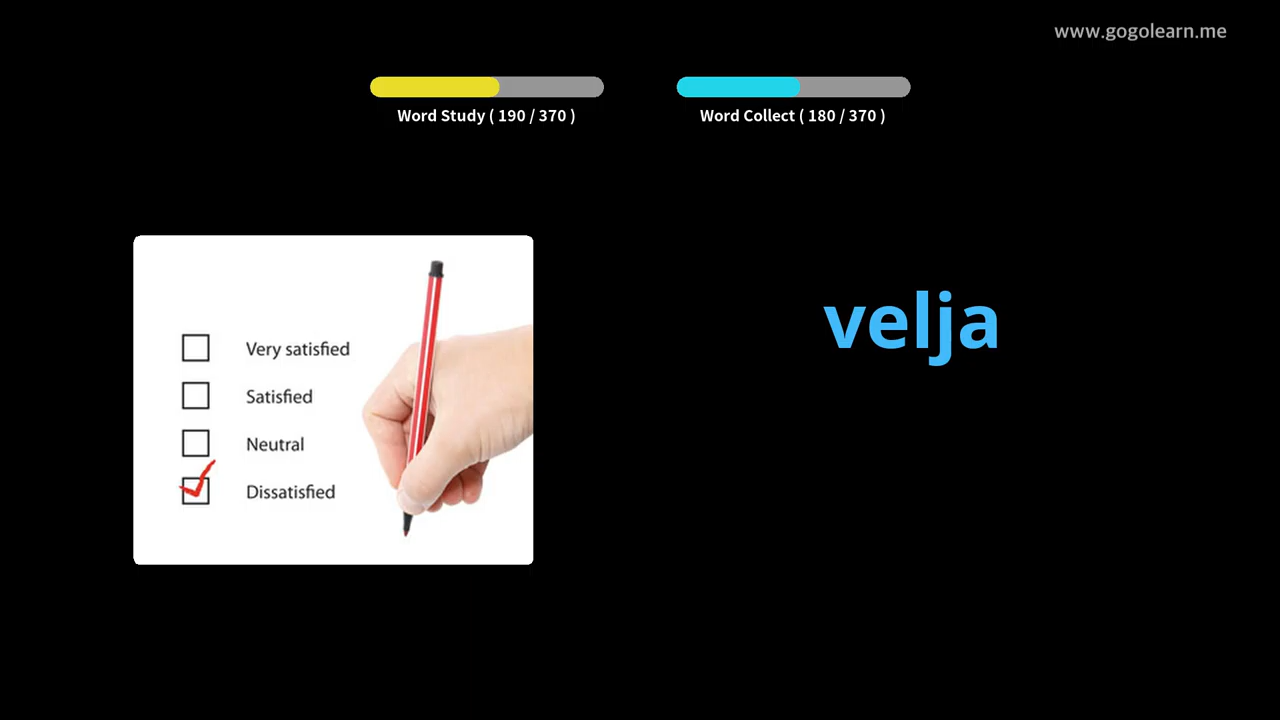 www.gogolearn.me
Word Study ( 190 / 370 )
Word Collect ( 180 / 370 )
velja
Very satisfied
Satisfied
Neutral
Dissatisfied